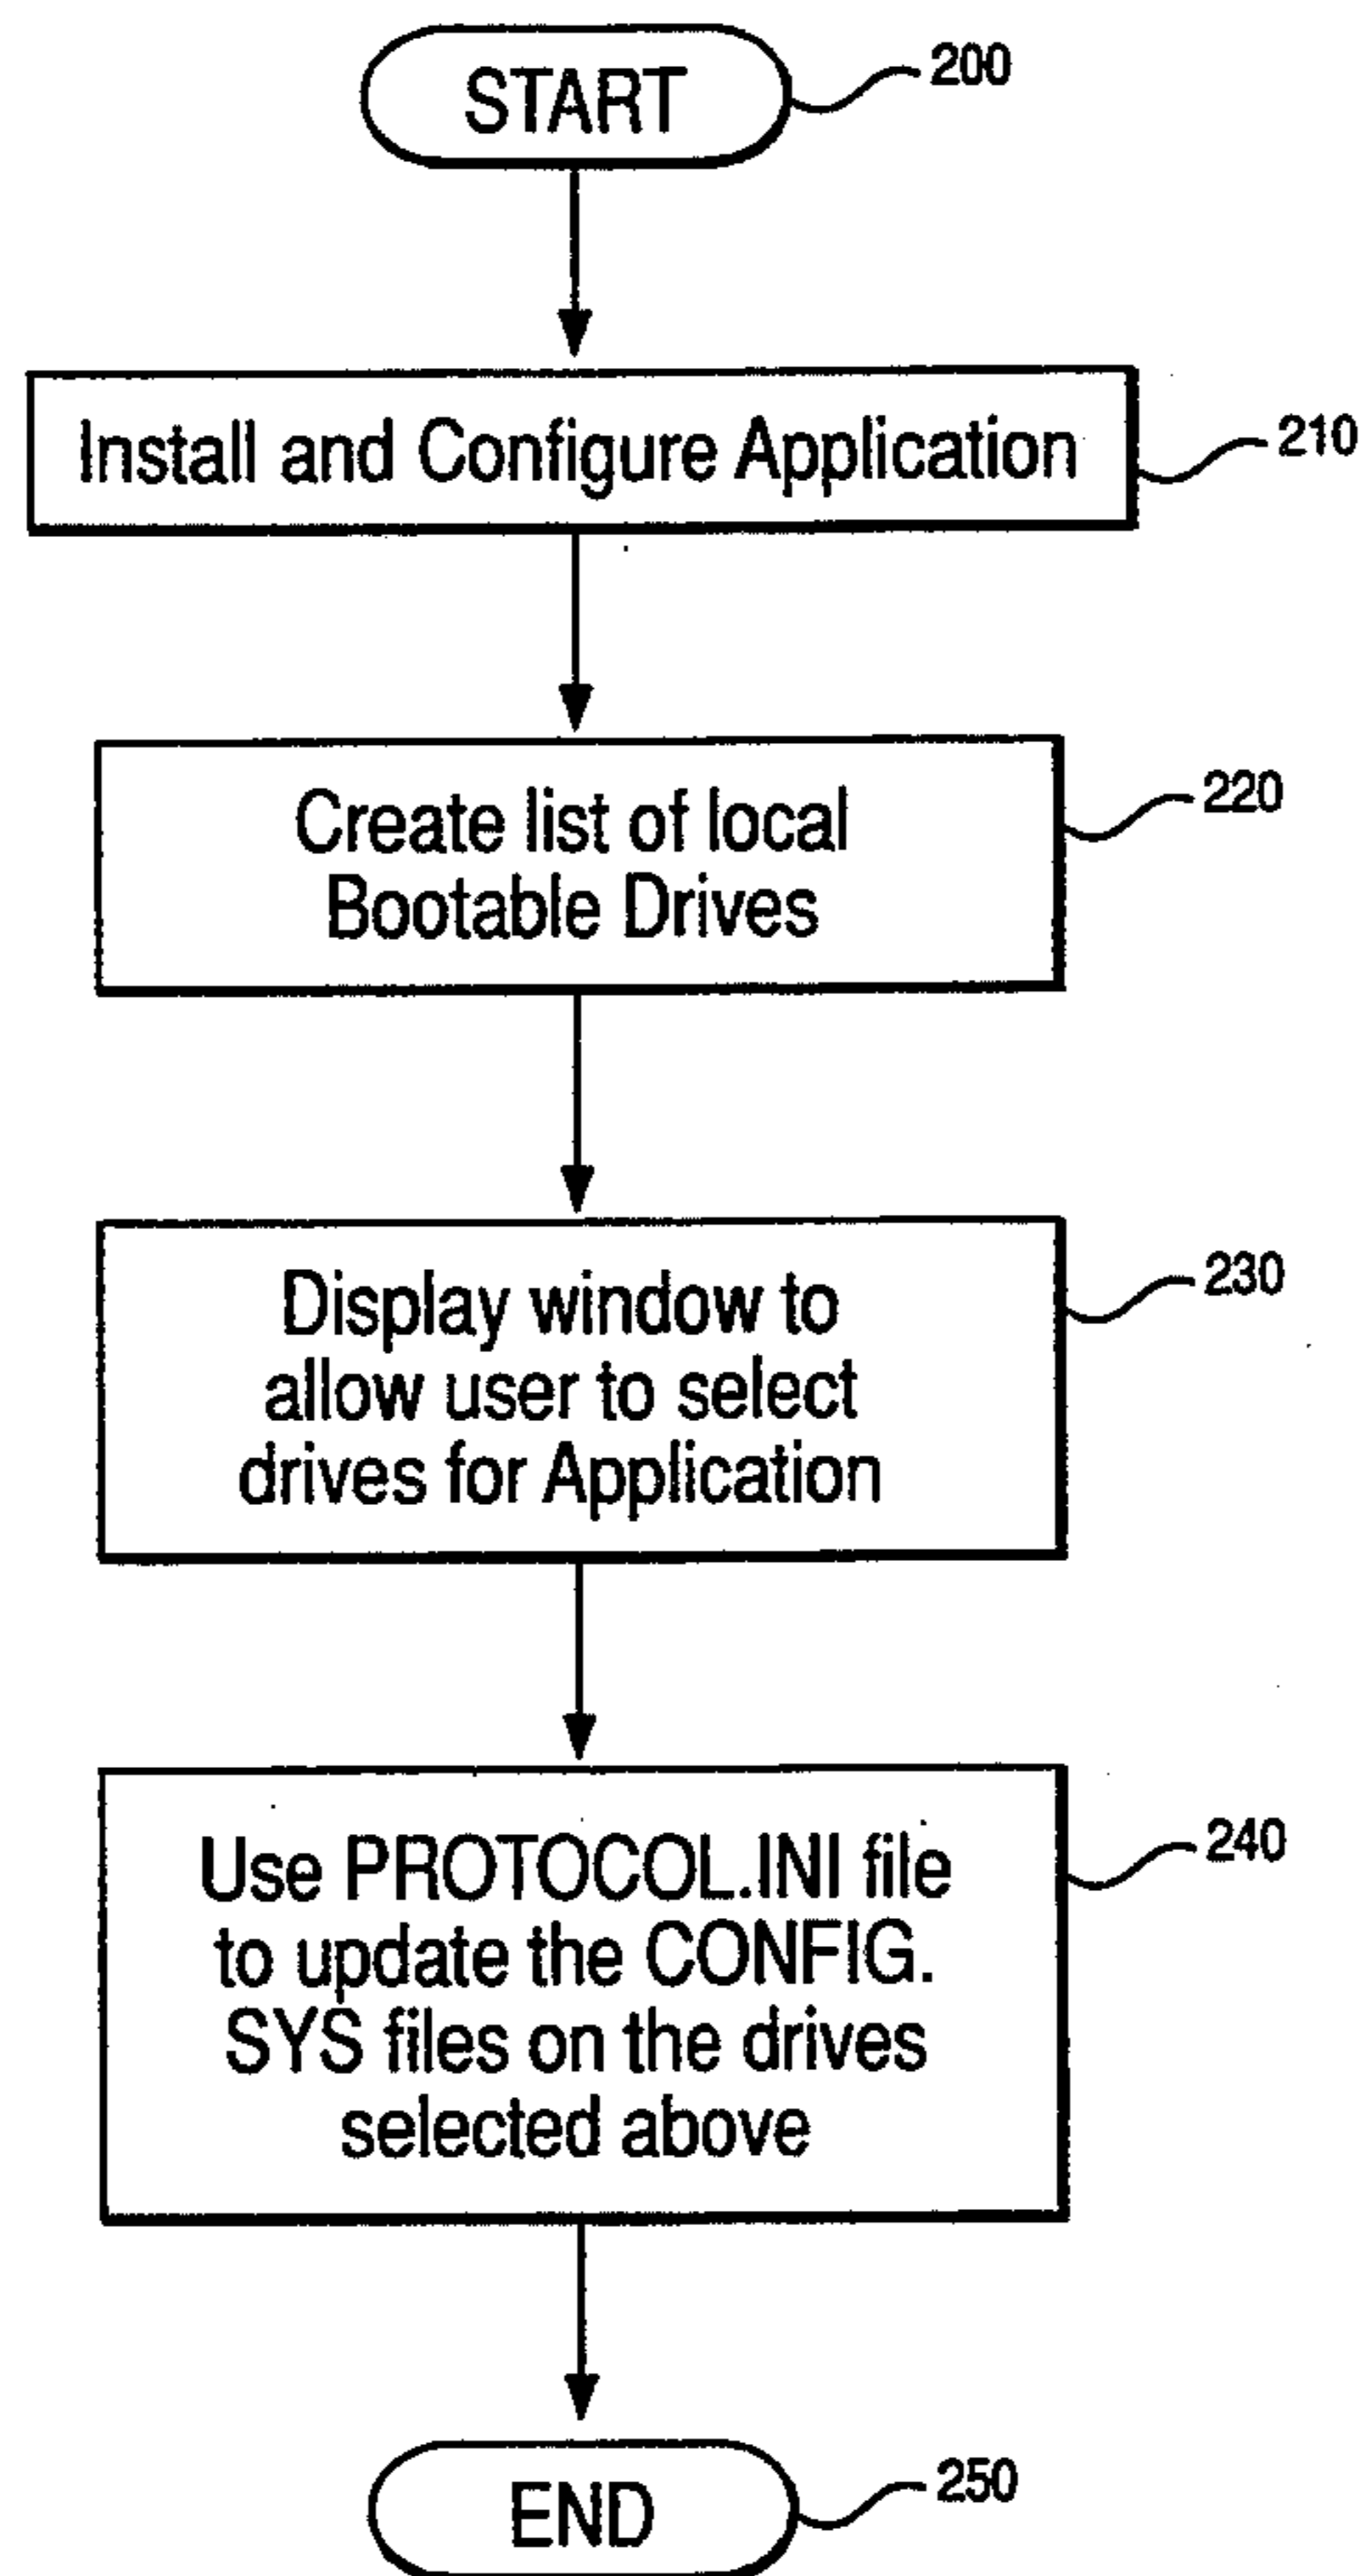 START
200
Install and Configure Application
210
Create list of local
Bootable Drives
220
Display window to
allow user to select
drives for Application
230
Use PROTOCOL.INI file
to update the CONFIG.
SYS files on the drives
selected above
240
END
250